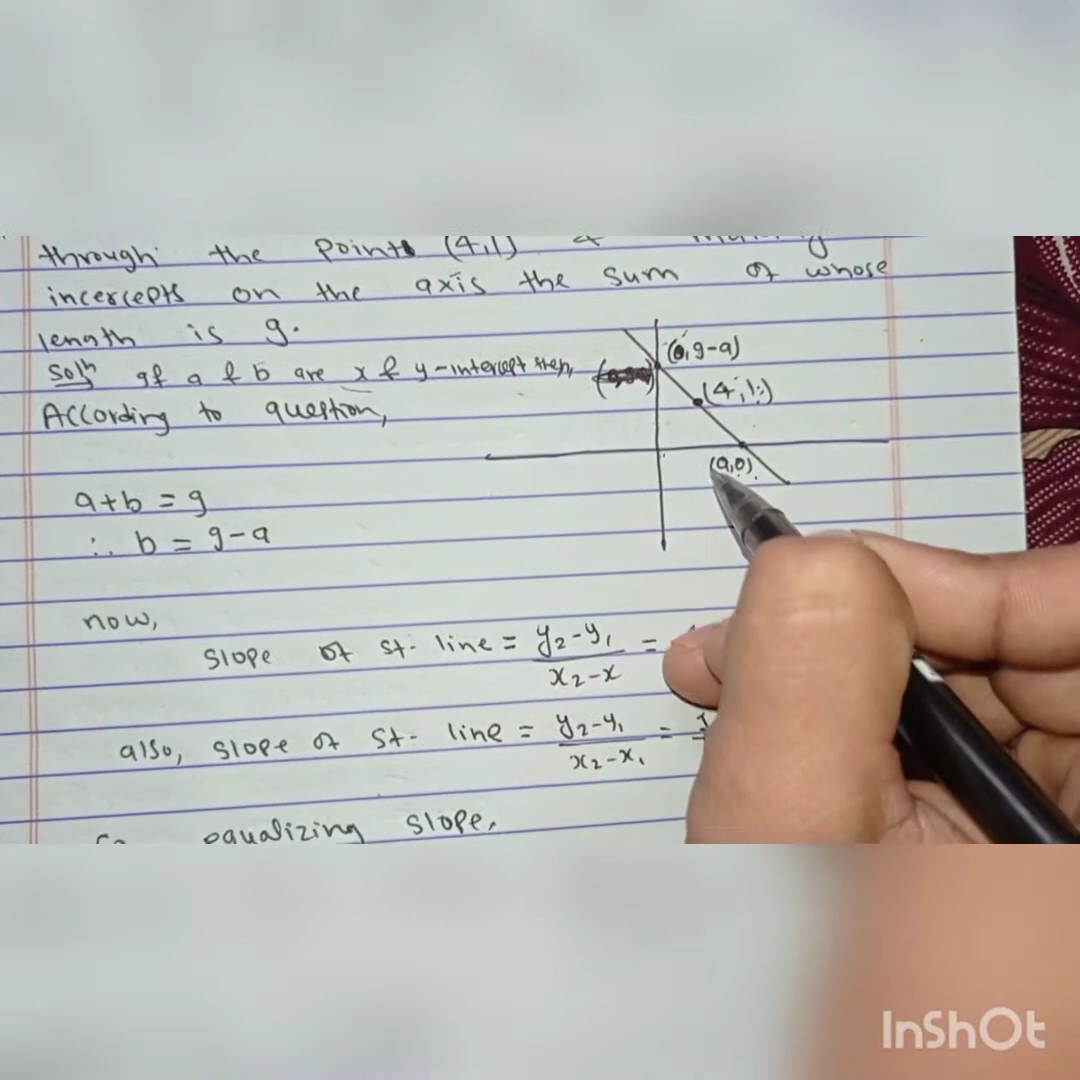 through the point (4,1) &
incercepts on the axis the sum of whose
length is 9.
Solⁿ If a & b are x & y-intercept then,
According to question,
(0, 9-a)
(4, 1)
(a,0)
a+b = 9
∴ b = 9-a
now,
slope of st. line = y₂-y₁ / x₂-x =
also, slope of st. line = y₂-y₁ / x₂-x₁ =
equalizing slope,
InShOt